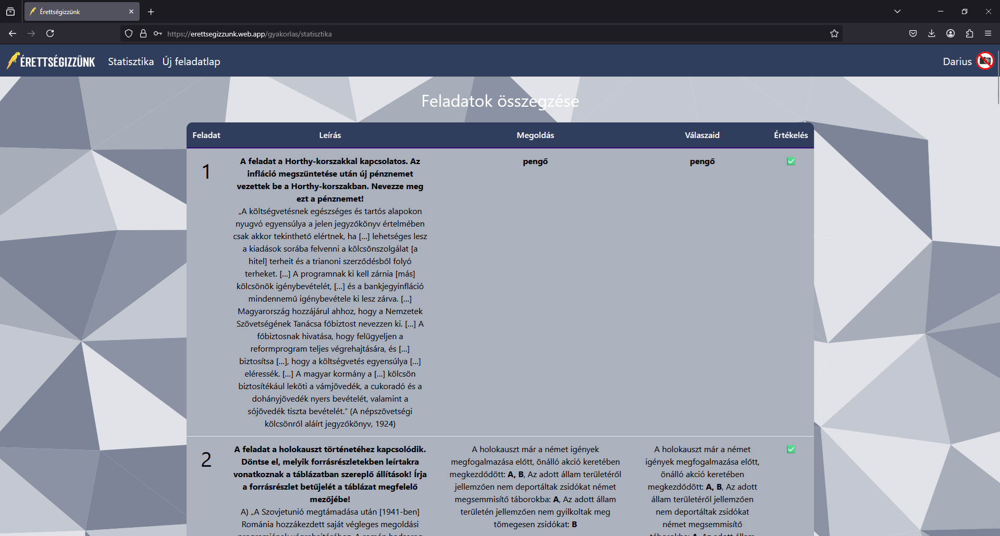 Érettségizzünk
https://erettsegizzunk.web.app/gyakorlas/statisztika
ÉRETTSÉGIZZÜNK
Statisztika
Új feladatlap
Darius
Feladatok összegzése
Feladat
Leírás
Megoldás
Válaszaid
Értékelés
1
A feladat a Horthy-korszakkal kapcsolatos. Az
infláció megszüntetése után új pénznemet
vezettek be a Horthy-korszakban. Nevezze meg
ezt a pénznemet!
„A költségvetésnek egészséges és tartós alapokon
nyugvó egyensúlya a jelen jegyzőkönyv értelmében
csak akkor tekinthető elértnek, ha [...] lehetséges lesz
a kiadások sorába felvenni a kölcsönszolgálat [a
hitel] terheit és a trianoni szerződésből folyó
terheket. [...] A programnak ki kell zárnia [más]
kölcsönök igénybevételét, [...] és a bankjegyinfláció
mindennemű igénybevétele ki lesz zárva. [...]
Magyarország hozzájárul ahhoz, hogy a Nemzetek
Szövetségének Tanácsa főbiztost nevezzen ki. [...] A
főbiztosnak hivatása, hogy felügyeljen a
reformprogram teljes végrehajtására, és [...]
biztosítsa [...], hogy a költségvetés egyensúlya [...]
eléressék. [...] A magyar kormány a [...] kölcsön
biztosítékául leköti a vámjövedék, a cukoradó és a
dohányjövedék nyers bevételét, valamint a
sójövedék tiszta bevételét.” (A népszövetségi
kölcsönről aláírt jegyzőkönyv, 1924)
pengő
pengő
2
A feladat a holokauszt történetéhez kapcsolódik.
Döntse el, melyik forrásrészletekben leírtakra
vonatkoznak a táblázatban szereplő állítások! Írja
a forrásrészlet betűjelét a táblázat megfelelő
mezőjébe!
A) „A Szovjetunió megtámadása után [1941-ben]
Románia hozzákezdett saját végleges megoldási
A holokauszt már a német igények
megfogalmazása előtt, önálló akció keretében
megkezdődött: A, B, Az adott állam területéről
jellemzően nem deportáltak zsidókat német
megsemmisítő táborokba: A, Az adott állam
területén jellemzően nem gyilkoltak meg
tömegesen zsidókat: B
A holokauszt már a német
igények megfogalmazása előtt,
önálló akció keretében
megkezdődött: A, B, Az adott
állam területéről jellemzően
nem deportáltak zsidókat
német megsemmisítő
táborokba: A, Az adott állam